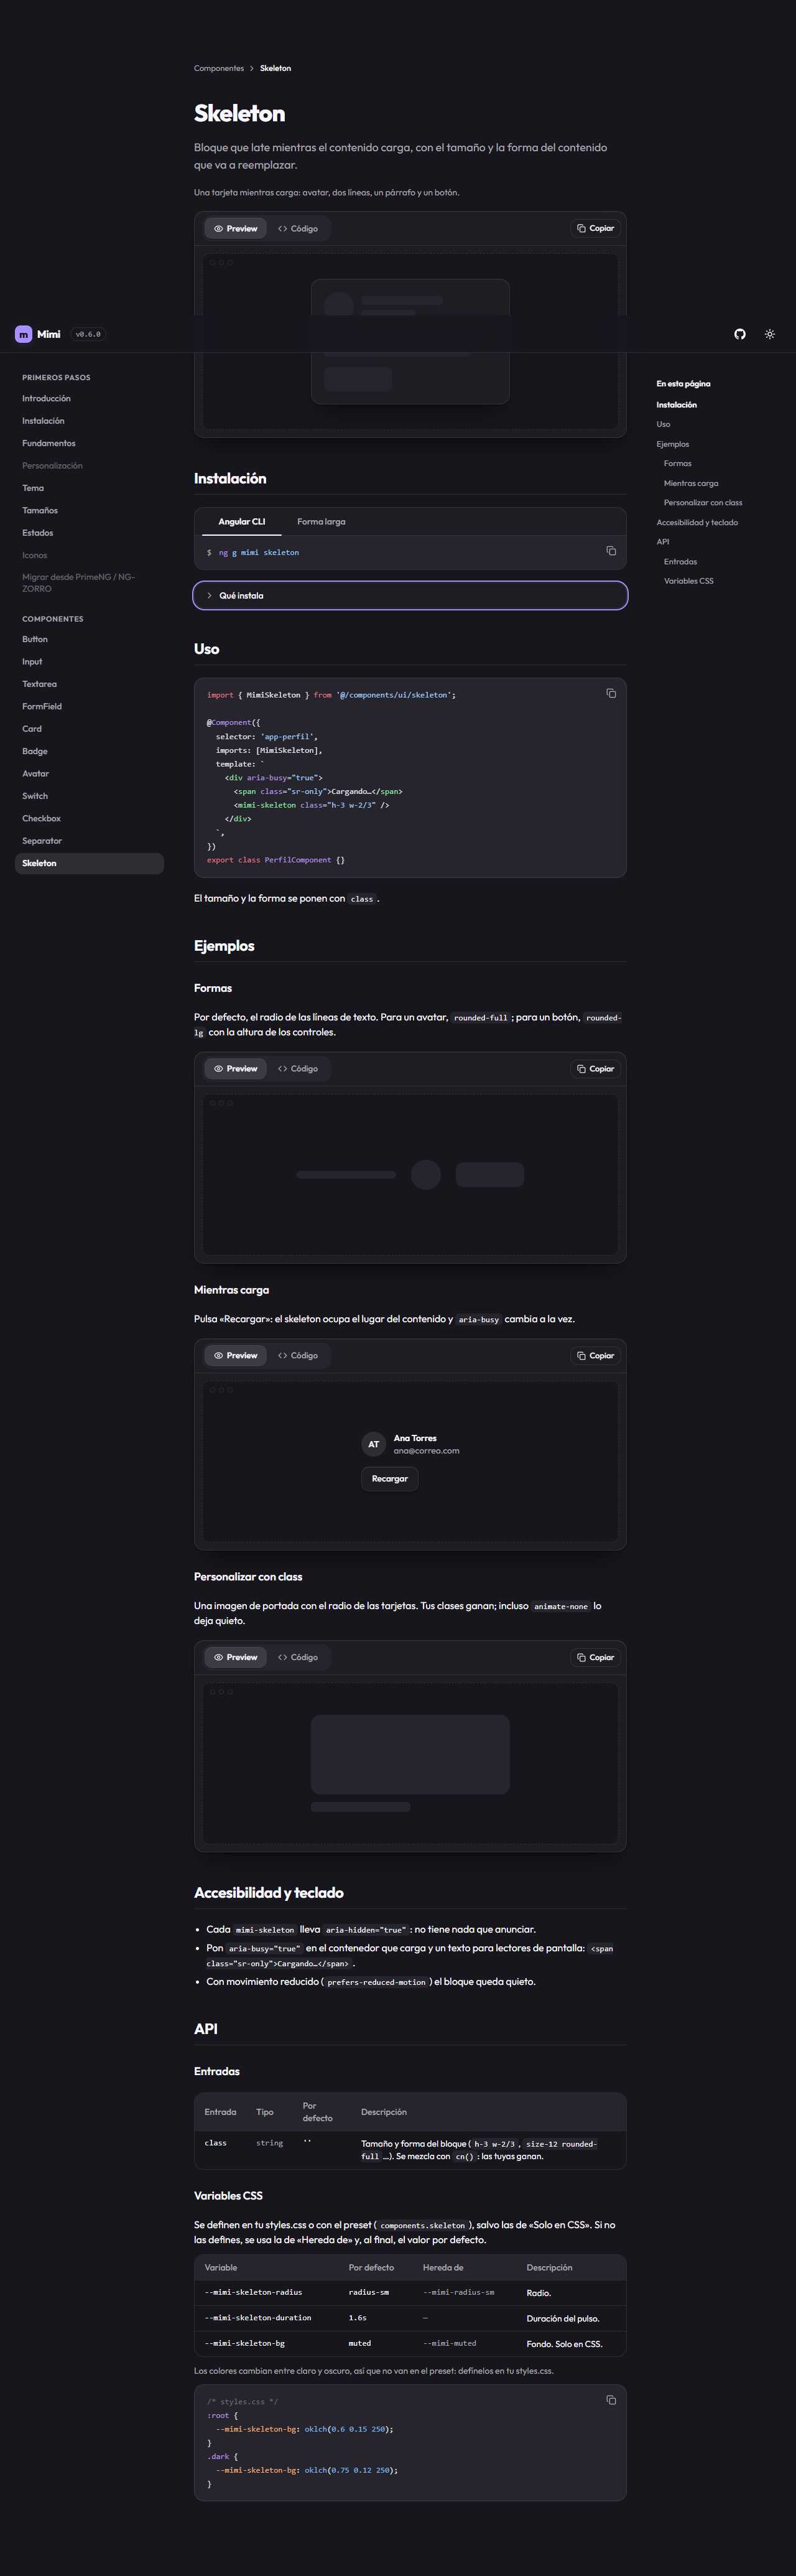 Componentes > Skeleton
Skeleton
Bloque que late mientras el contenido carga, con el tamaño y la forma del contenido
que va a reemplazar.
Una tarjeta mientras carga: avatar, dos líneas, un párrafo y un botón.
Preview
Código
Copiar
m Mimi v0.6.0
PRIMEROS PASOS
Introducción
Instalación
Fundamentos
Personalización
Tema
Tamaños
Estados
Iconos
Migrar desde PrimeNG / NG-
ZORRO
COMPONENTES
Button
Input
Textarea
FormField
Card
Badge
Avatar
Switch
Checkbox
Separator
Skeleton
En esta página
Instalación
Uso
Ejemplos
Formas
Mientras carga
Personalizar con class
Accesibilidad y teclado
API
Entradas
Variables CSS
Instalación
Angular CLI
Forma larga
$ ng g mimi skeleton
Qué instala
Uso
import { MimiSkeleton } from '@/components/ui/skeleton';
@Component({
selector: 'app-perfil',
imports: [MimiSkeleton],
template: `
<div aria-busy="true">
<span class="sr-only">Cargando…</span>
<mimi-skeleton class="h-3 w-2/3" />
</div>
`,
})
export class PerfilComponent {}
El tamaño y la forma se ponen con class.
Ejemplos
Formas
Por defecto, el radio de las líneas de texto. Para un avatar, rounded-full; para un botón, rounded-
lg con la altura de los controles.
Preview
Código
Copiar
Mientras carga
Pulsa «Recargar»: el skeleton ocupa el lugar del contenido y aria-busy cambia a la vez.
Preview
Código
Copiar
AT
Ana Torres
ana@correo.com
Recargar
Personalizar con class
Una imagen de portada con el radio de las tarjetas. Tus clases ganan; incluso animate-none lo
deja quieto.
Preview
Código
Copiar
Accesibilidad y teclado
• Cada mimi-skeleton lleva aria-hidden="true": no tiene nada que anunciar.
• Pon aria-busy="true" en el contenedor que carga y un texto para lectores de pantalla: <span
class="sr-only">Cargando…</span>.
• Con movimiento reducido (prefers-reduced-motion) el bloque queda quieto.
API
Entradas
Entrada Tipo Por defecto Descripción
class string '' Tamaño y forma del bloque (h-3 w-2/3, size-12 rounded-
full…). Se mezcla con cn(): las tuyas ganan.
Variables CSS
Se definen en tu styles.css o con el preset (components.skeleton), salvo las de «Solo en CSS». Si no
las defines, se usa la de «Hereda de» y, al final, el valor por defecto.
Variable Por defecto Hereda de Descripción
--mimi-skeleton-radius radius-sm --mimi-radius-sm Radio.
--mimi-skeleton-duration 1.6s — Duración del pulso.
--mimi-skeleton-bg muted --mimi-muted Fondo. Solo en CSS.
Los colores cambian entre claro y oscuro, así que no van en el preset: defínelos en tu styles.css.
/* styles.css */
:root {
--mimi-skeleton-bg: oklch(0.6 0.15 250);
}
.dark {
--mimi-skeleton-bg: oklch(0.75 0.12 250);
}